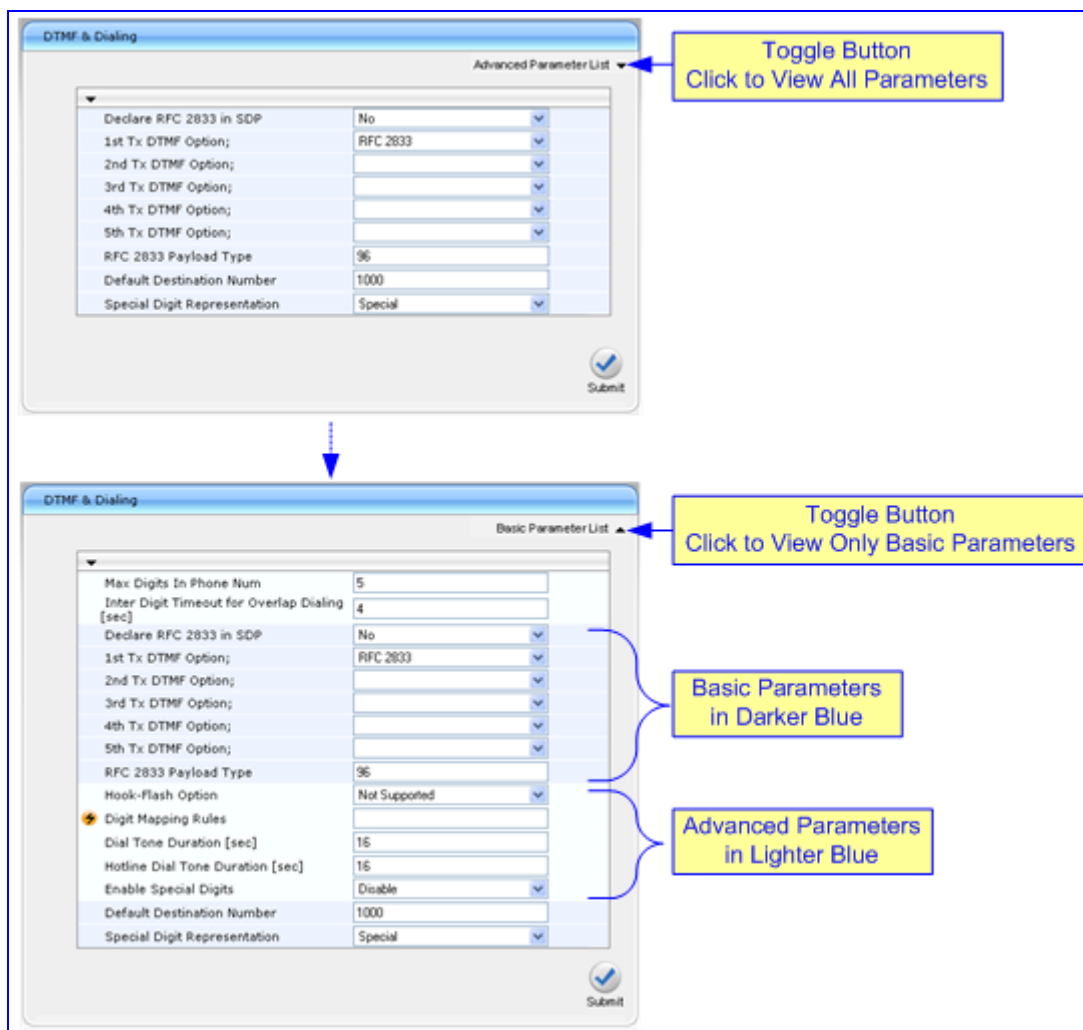 DTMF & Dialing
Advanced Parameter List
Toggle Button
Click to View All Parameters
Declare RFC 2833 in SDP No
1st Tx DTMF Option; RFC 2833
2nd Tx DTMF Option;
3rd Tx DTMF Option;
4th Tx DTMF Option;
5th Tx DTMF Option;
RFC 2833 Payload Type 96
Default Destination Number 1000
Special Digit Representation Special
Submit
DTMF & Dialing
Basic Parameter List
Toggle Button
Click to View Only Basic Parameters
Max Digits In Phone Num 5
Inter Digit Timeout for Overlap Dialing
[sec] 4
Declare RFC 2833 in SDP No
1st Tx DTMF Option; RFC 2833
2nd Tx DTMF Option;
3rd Tx DTMF Option;
4th Tx DTMF Option;
5th Tx DTMF Option;
RFC 2833 Payload Type 96
Basic Parameters
in Darker Blue
Hook-Flash Option Not Supported
Digit Mapping Rules
Dial Tone Duration [sec] 16
Hotline Dial Tone Duration [sec] 16
Enable Special Digits Disable
Advanced Parameters
in Lighter Blue
Default Destination Number 1000
Special Digit Representation Special
Submit